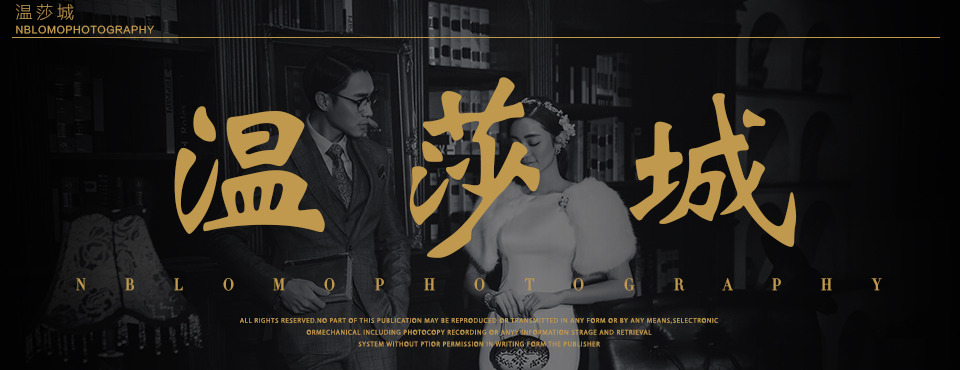 温莎城
NBLOMOPHOTOGRAPHY
温莎城
NBLOMOPHOTOGRAPHY
ALL RIGHTS RESERVED.NO PART OF THIS PUBLICATION MAY BE REPRODUCED OR TRANSMITTED IN ANY FORM OR BY ANY MEANS,SELECTRONIC
ORMECHANICAL INCLUDING PHOTOCOPY RECORDING OR ANYS INFORMATION STRAGE AND RETRIEVAL
SYSTEM WITHOUT PTIOR PERMISSION IN WRITING FORM THE PUBLISHER